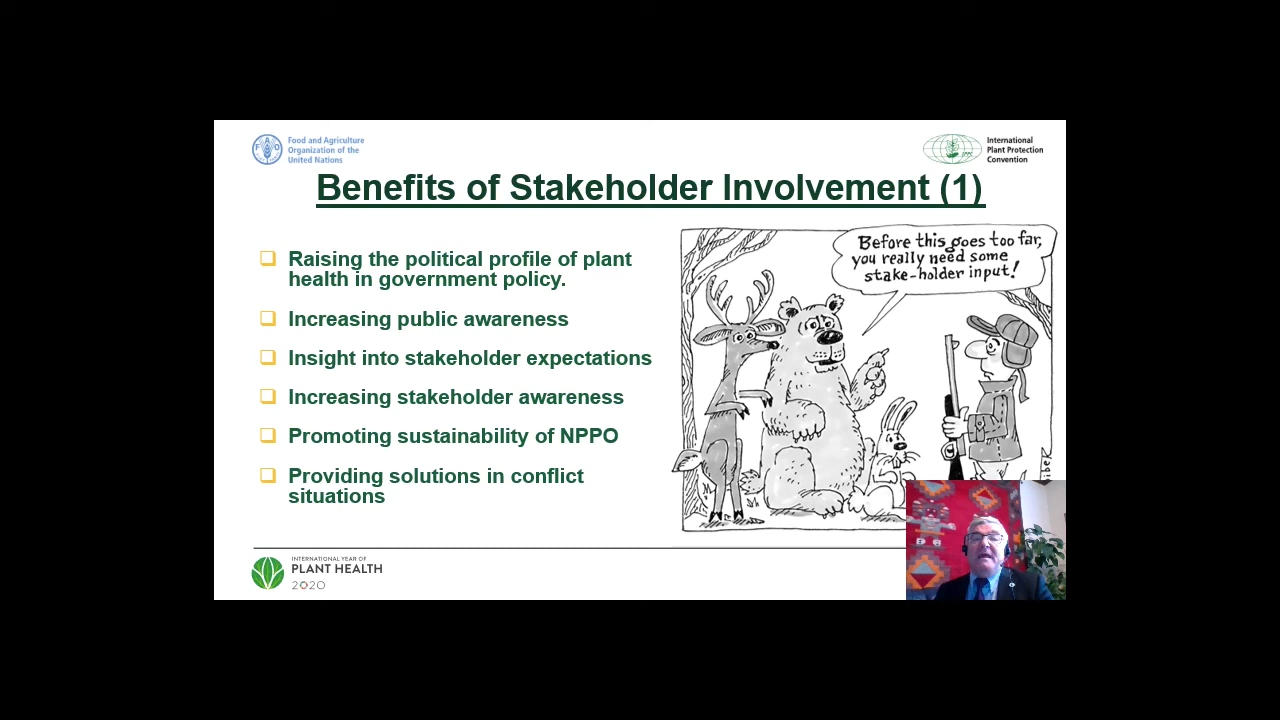 Food and Agriculture
Organization of the
United Nations
International
Plant Protection
Convention
Benefits of Stakeholder Involvement (1)
Raising the political profile of plant
health in government policy.
Increasing public awareness
Insight into stakeholder expectations
Increasing stakeholder awareness
Promoting sustainability of NPPO
Providing solutions in conflict
situations
Before this goes too far,
you really need some
stake-holder input!
INTERNATIONAL YEAR OF
PLANT HEALTH
2020